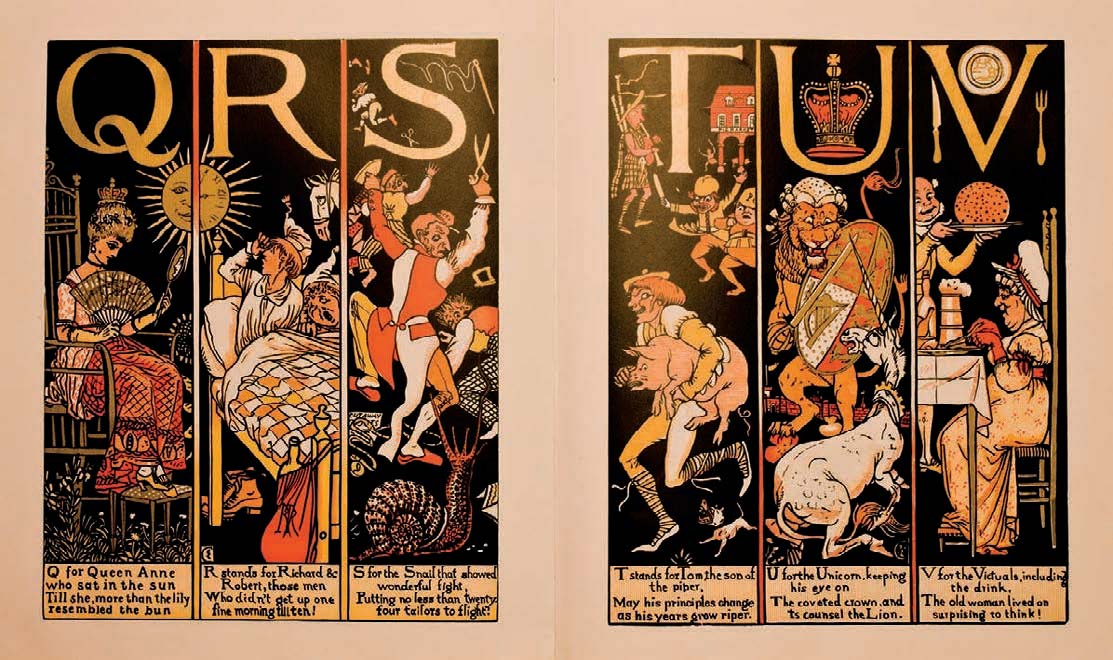 Q R S
Q for Queen Anne
who sat in the sun
Till she, more than the lily
resembled the bun
R stands for Richard &
Robert, those men
Who didn't get up one
fine morning till ten!
S for the Snail that showed
wonderful fight,
Putting no less than twenty-
four tailors to flight!
T U V
T stands for Tom, the son of
the piper,
May his principles change
as his years grow riper.
U for the Unicorn, keeping
his eye on
The coveted crown, and
its counsel the Lion.
V for the Victuals, including
the drink,
The old woman lived on
surprising to think!